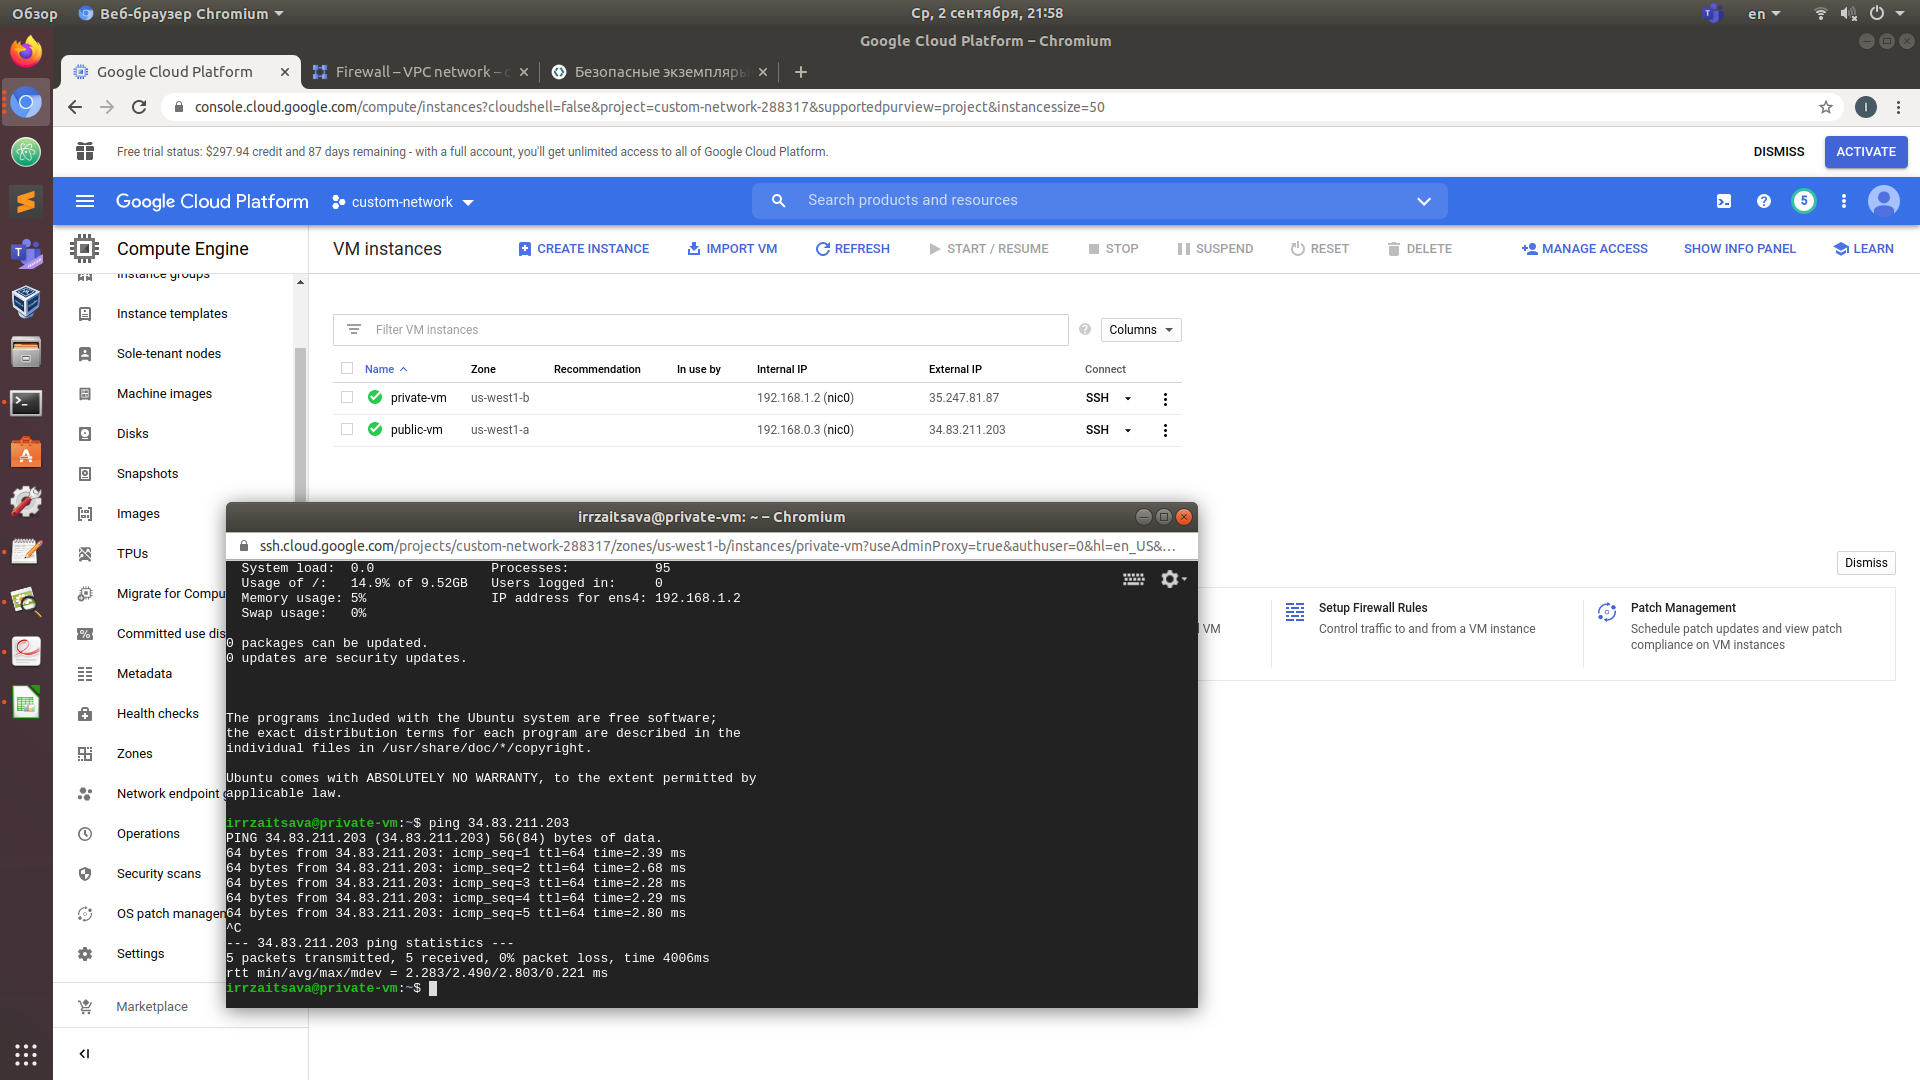 Обзор
Веб-браузер Chromium
Ср, 2 сентября, 21:58
en
Google Cloud Platform – Chromium
Google Cloud Platform
Firewall – VPC network –
Безопасные экземпляры
console.cloud.google.com/compute/instances?cloudshell=false&project=custom-network-288317&supportedpurview=project&instancessize=50
I
Free trial status: $297.94 credit and 87 days remaining - with a full account, you'll get unlimited access to all of Google Cloud Platform.
DISMISS
ACTIVATE
Google Cloud Platform
custom-network
Search products and resources
5
Compute Engine
VM instances
CREATE INSTANCE
IMPORT VM
REFRESH
START / RESUME
STOP
SUSPEND
RESET
DELETE
MANAGE ACCESS
SHOW INFO PANEL
LEARN
Instance groups
Instance templates
Sole-tenant nodes
Machine images
Disks
Snapshots
Images
TPUs
Migrate for Compu
Committed use dis
Metadata
Health checks
Zones
Network endpoint g
Operations
Security scans
OS patch managem
Settings
Marketplace
Filter VM instances
Columns
Name Zone Recommendation In use by Internal IP External IP Connect
private-vm us-west1-b 192.168.1.2 (nic0) 35.247.81.87 SSH
public-vm us-west1-a 192.168.0.3 (nic0) 34.83.211.203 SSH
Dismiss
VM
Setup Firewall Rules
Control traffic to and from a VM instance
Patch Management
Schedule patch updates and view patch
compliance on VM instances
irrzaitsava@private-vm: ~ – Chromium
ssh.cloud.google.com/projects/custom-network-288317/zones/us-west1-b/instances/private-vm?useAdminProxy=true&authuser=0&hl=en_US&…
System load: 0.0 Processes: 95
Usage of /: 14.9% of 9.52GB Users logged in: 0
Memory usage: 5% IP address for ens4: 192.168.1.2
Swap usage: 0%
0 packages can be updated.
0 updates are security updates.
The programs included with the Ubuntu system are free software;
the exact distribution terms for each program are described in the
individual files in /usr/share/doc/*/copyright.
Ubuntu comes with ABSOLUTELY NO WARRANTY, to the extent permitted by
applicable law.
irrzaitsava@private-vm:~$ ping 34.83.211.203
PING 34.83.211.203 (34.83.211.203) 56(84) bytes of data.
64 bytes from 34.83.211.203: icmp_seq=1 ttl=64 time=2.39 ms
64 bytes from 34.83.211.203: icmp_seq=2 ttl=64 time=2.68 ms
64 bytes from 34.83.211.203: icmp_seq=3 ttl=64 time=2.28 ms
64 bytes from 34.83.211.203: icmp_seq=4 ttl=64 time=2.29 ms
64 bytes from 34.83.211.203: icmp_seq=5 ttl=64 time=2.80 ms
^C
--- 34.83.211.203 ping statistics ---
5 packets transmitted, 5 received, 0% packet loss, time 4006ms
rtt min/avg/max/mdev = 2.283/2.490/2.803/0.221 ms
irrzaitsava@private-vm:~$